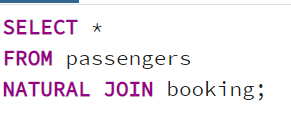 SELECT *
FROM passengers
NATURAL JOIN booking;